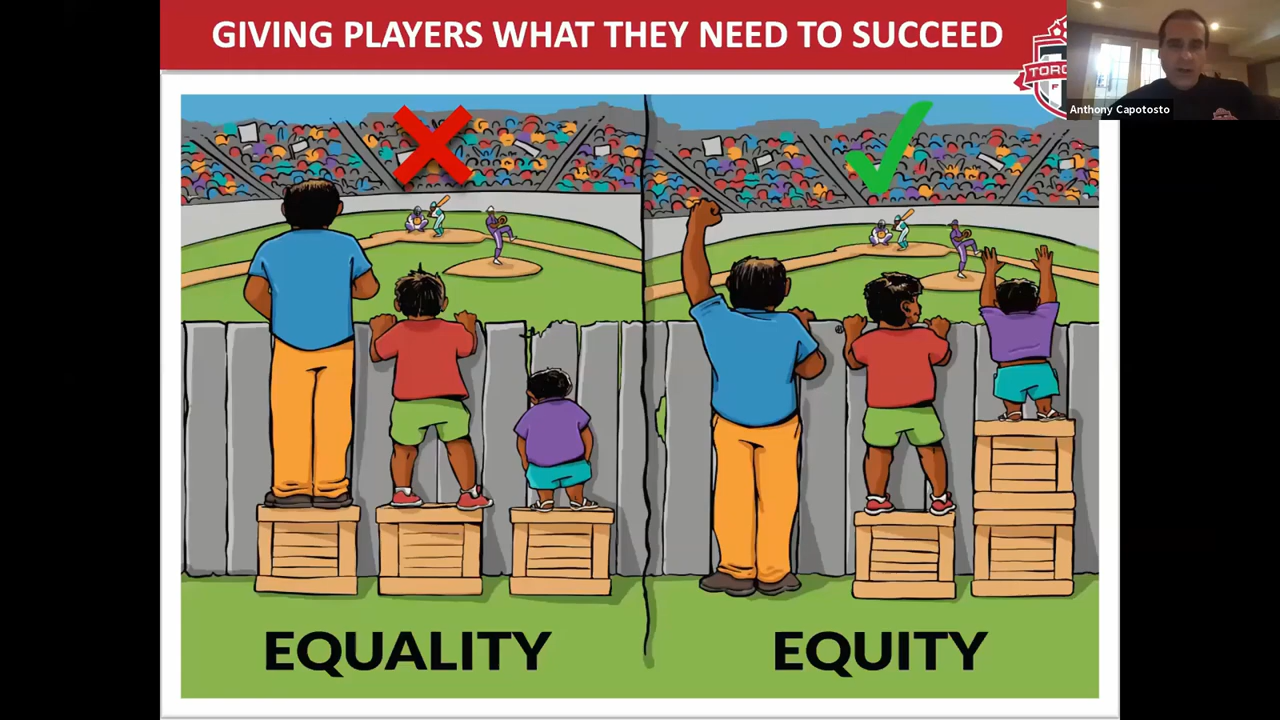 GIVING PLAYERS WHAT THEY NEED TO SUCCEED
Anthony Capotosto
EQUALITY
EQUITY